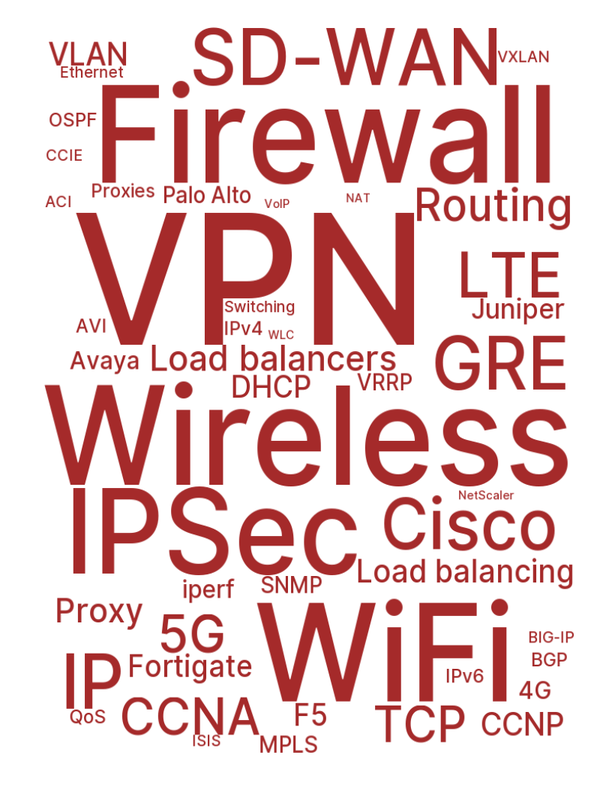 SD-WAN
VLAN
VXLAN
Ethernet
Firewall
OSPF
CCIE
Proxies
Palo Alto
ACI
VoIP
NAT
Routing
VPN
LTE
Switching
Juniper
AVI
IPv4
WLC
Avaya
Load balancers
GRE
DHCP
VRRP
Wireless
NetScaler
IPSec
Cisco
Load balancing
iperf
SNMP
Proxy
5G
WiFi
BIG-IP
BGP
Fortigate
IP
IPv6
4G
QoS
CCNA
F5
TCP
CCNP
ISIS
MPLS